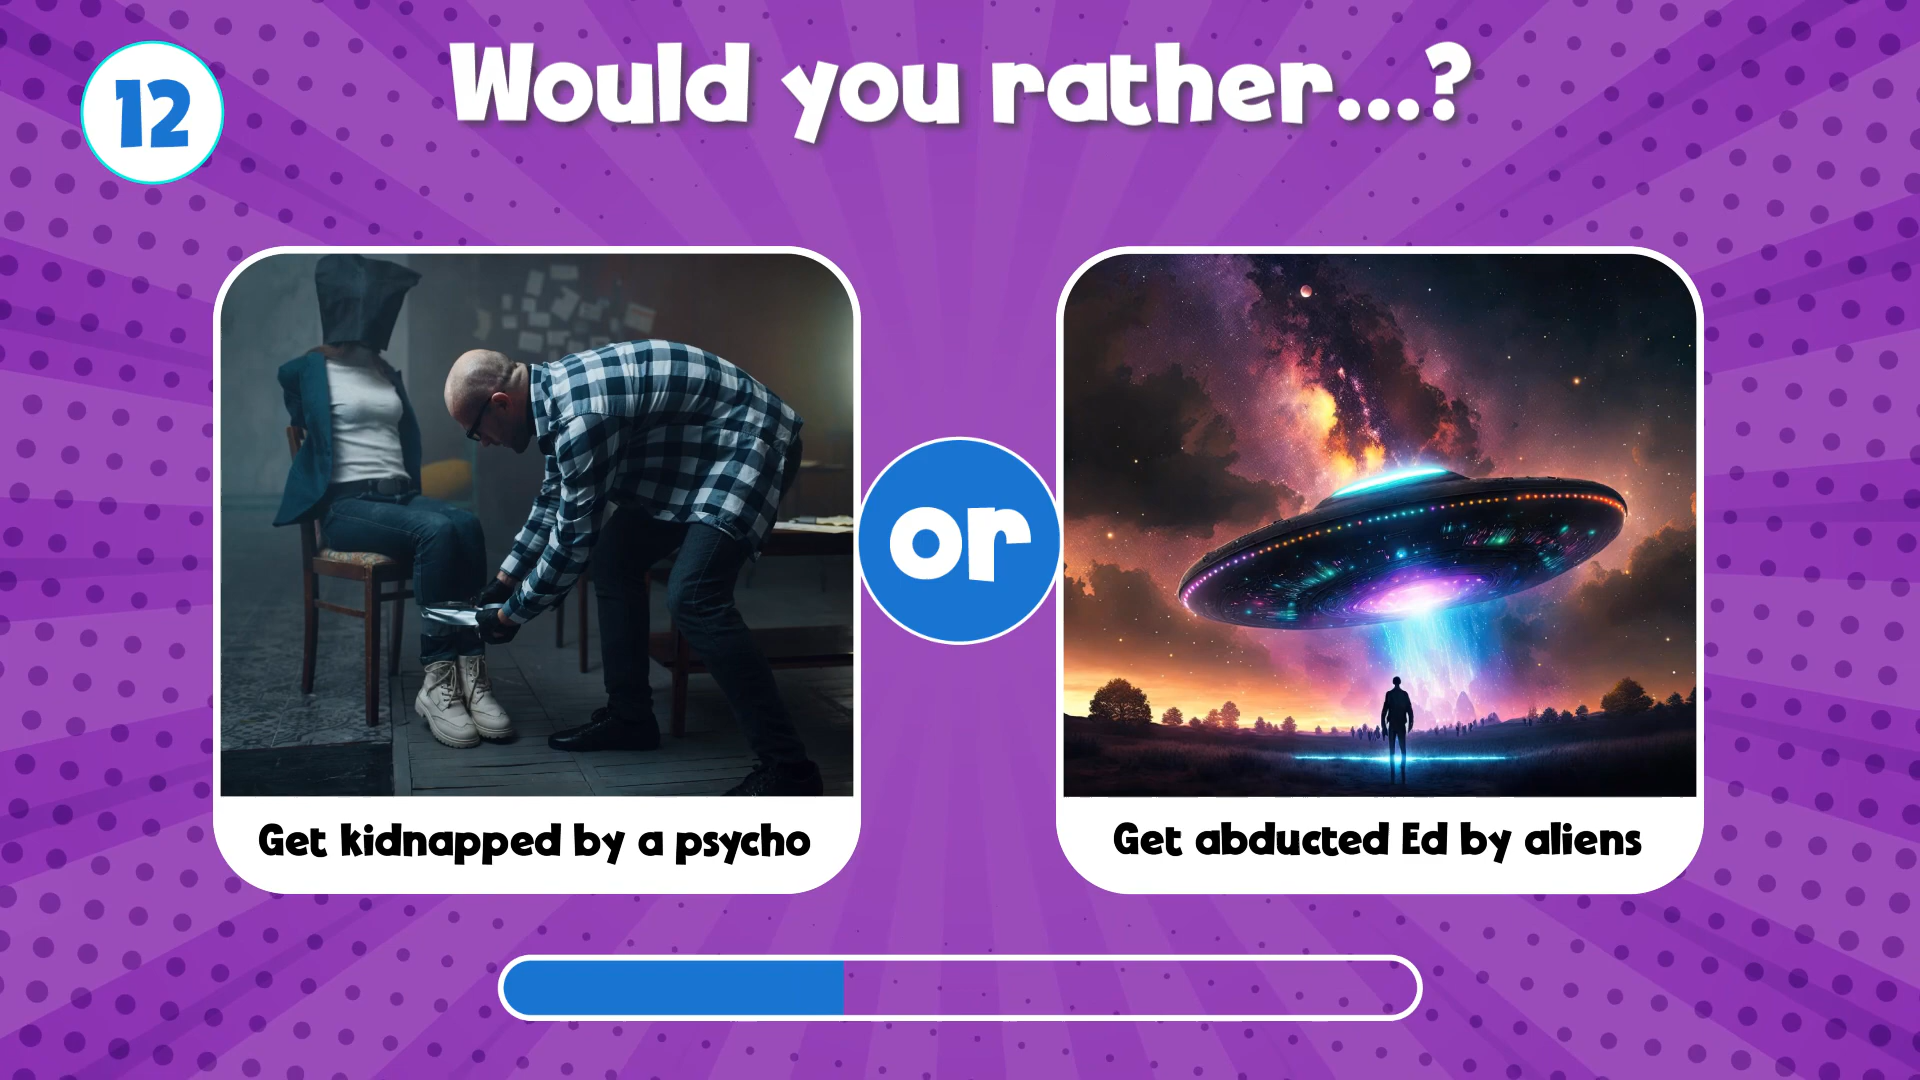 12
Would you rather...?
or
Get kidnapped by a psycho
Get abducted Ed by aliens